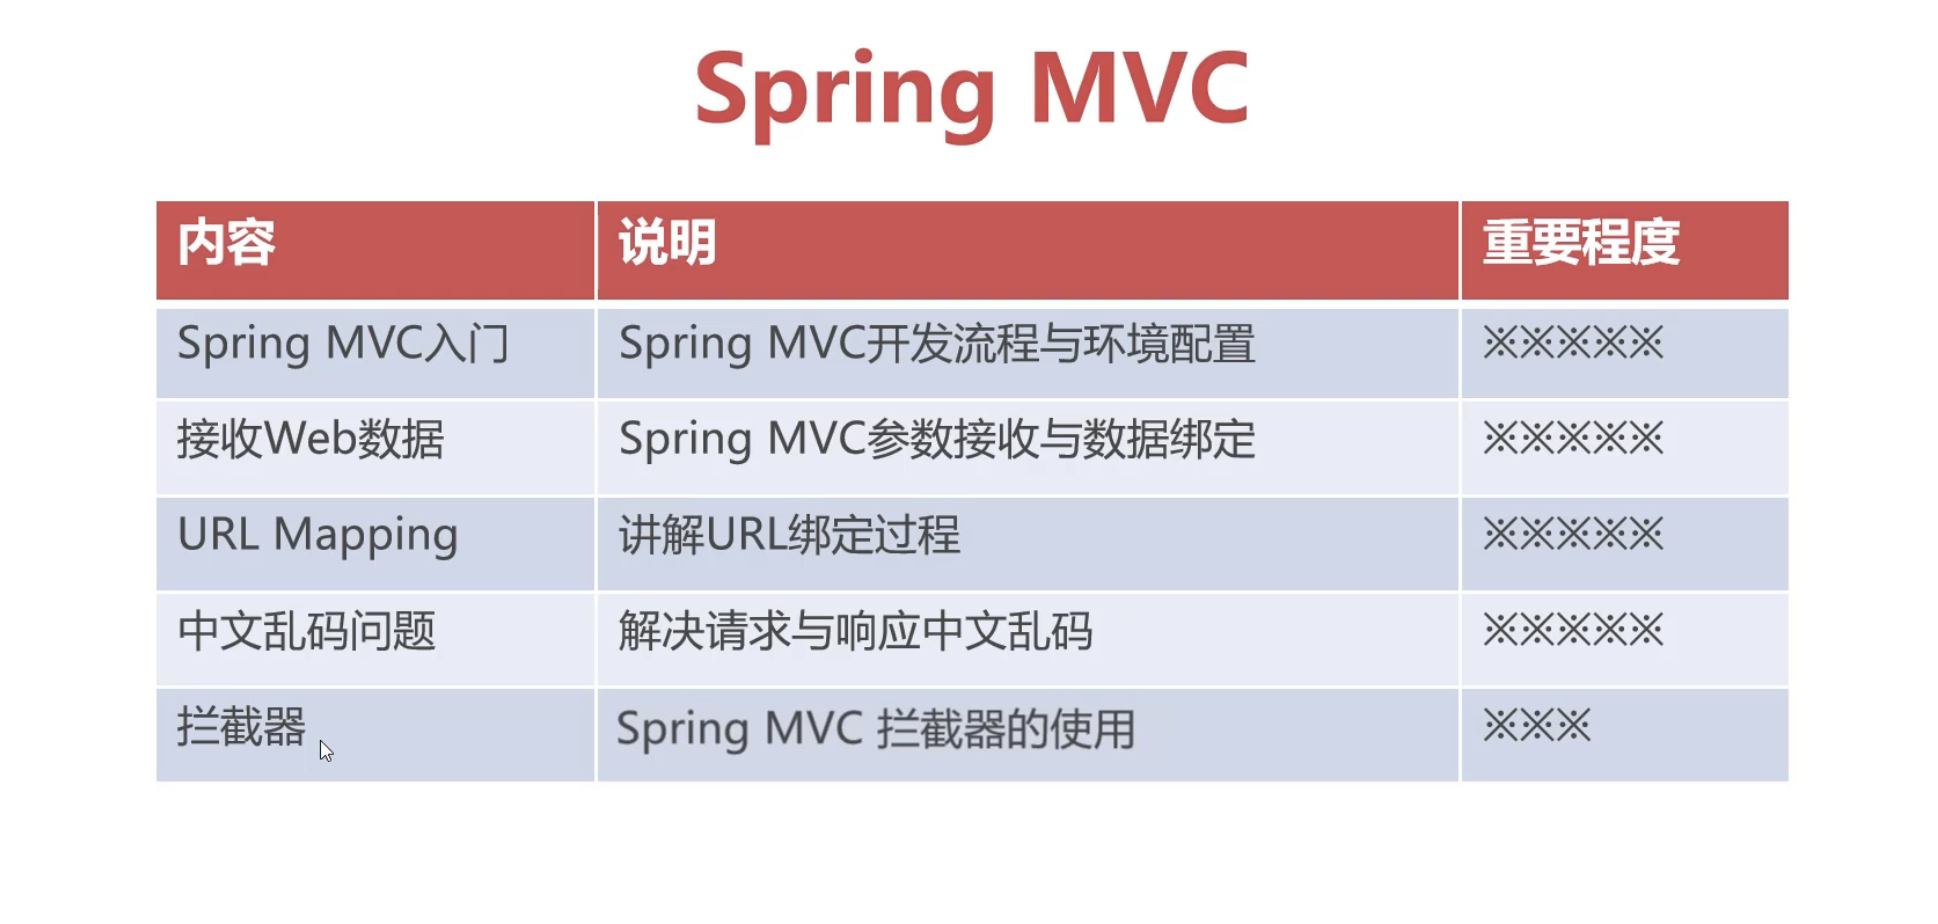 Spring MVC
内容 说明 重要程度
Spring MVC入门 Spring MVC开发流程与环境配置 ※※※※※
接收Web数据 Spring MVC参数接收与数据绑定 ※※※※※
URL Mapping 讲解URL绑定过程 ※※※※※
中文乱码问题 解决请求与响应中文乱码 ※※※※※
拦截器 Spring MVC 拦截器的使用 ※※※